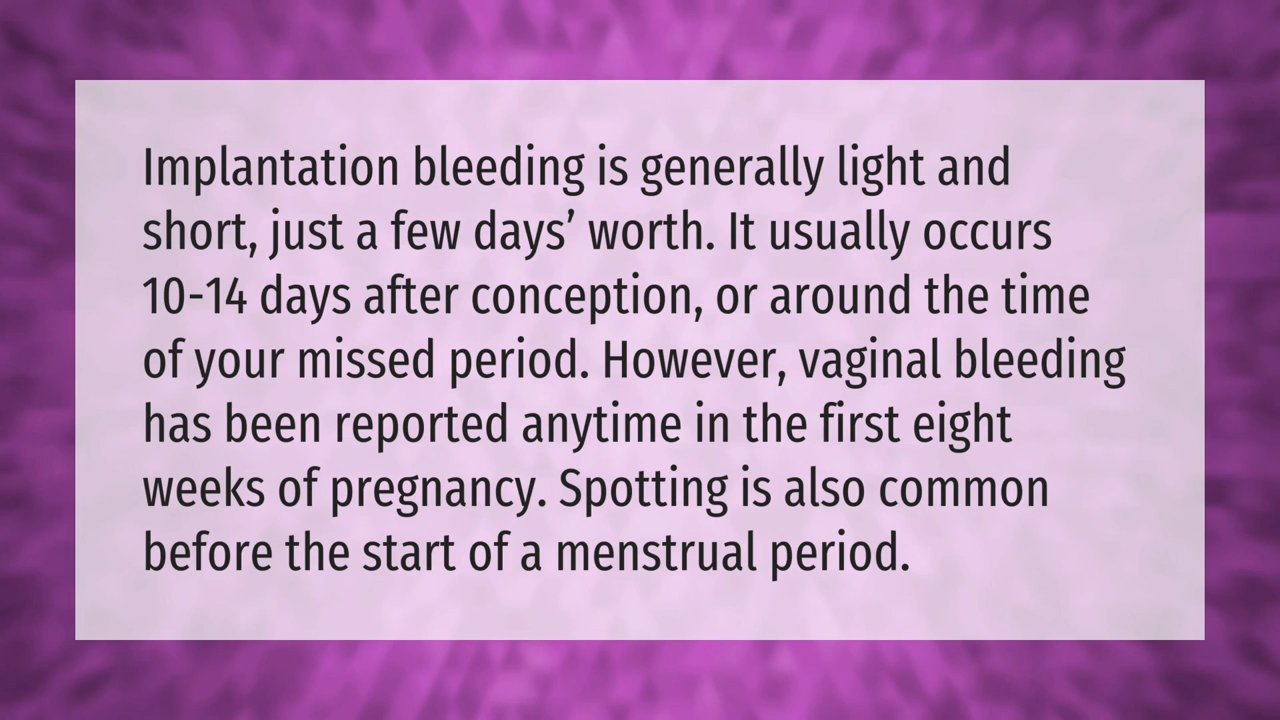 Implantation bleeding is generally light and
short, just a few days’ worth. It usually occurs
10-14 days after conception, or around the time
of your missed period. However, vaginal bleeding
has been reported anytime in the first eight
weeks of pregnancy. Spotting is also common
before the start of a menstrual period.